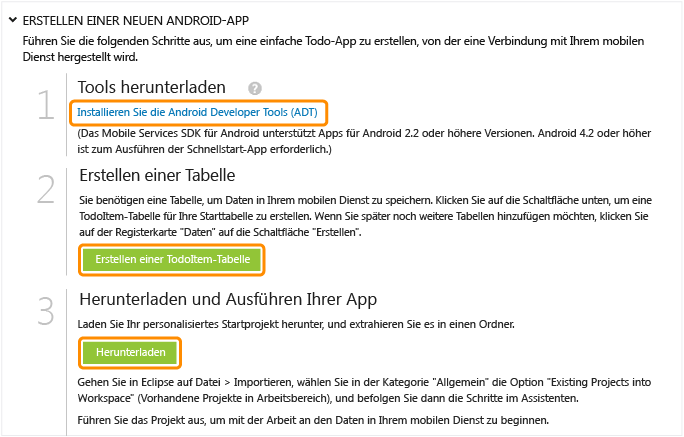 ERSTELLEN EINER NEUEN ANDROID-APP
Führen Sie die folgenden Schritte aus, um eine einfache Todo-App zu erstellen, von der eine Verbindung mit Ihrem mobilen
Dienst hergestellt wird.
1
Tools herunterladen ?
Installieren Sie die Android Developer Tools (ADT)
(Das Mobile Services SDK für Android unterstützt Apps für Android 2.2 oder höhere Versionen. Android 4.2 oder höher
ist zum Ausführen der Schnellstart-App erforderlich.)
2
Erstellen einer Tabelle
Sie benötigen eine Tabelle, um Daten in Ihrem mobilen Dienst zu speichern. Klicken Sie auf die Schaltfläche unten, um eine
TodoItem-Tabelle für Ihre Starttabelle zu erstellen. Wenn Sie später noch weitere Tabellen hinzufügen möchten, klicken Sie
auf der Registerkarte "Daten" auf die Schaltfläche "Erstellen".
Erstellen einer TodoItem-Tabelle
3
Herunterladen und Ausführen Ihrer App
Laden Sie Ihr personalisiertes Startprojekt herunter, und extrahieren Sie es in einen Ordner.
Herunterladen
Gehen Sie in Eclipse auf Datei > Importieren, wählen Sie in der Kategorie "Allgemein" die Option "Existing Projects into
Workspace" (Vorhandene Projekte in Arbeitsbereich), und befolgen Sie dann die Schritte im Assistenten.
Führen Sie das Projekt aus, um mit der Arbeit an den Daten in Ihrem mobilen Dienst zu beginnen.